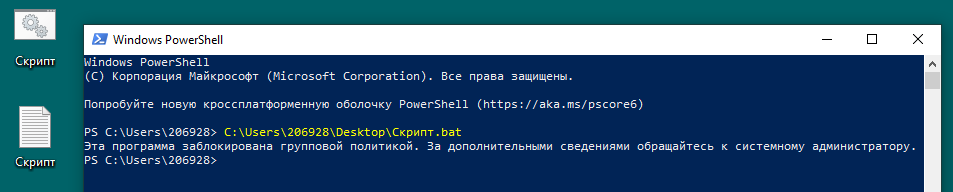 Скрипт
Скрипт
Windows PowerShell
Windows PowerShell
(C) Корпорация Майкрософт (Microsoft Corporation). Все права защищены.
Попробуйте новую кроссплатформенную оболочку PowerShell (https://aka.ms/pscore6)
PS C:\Users\206928> C:\Users\206928\Desktop\Скрипт.bat
Эта программа заблокирована групповой политикой. За дополнительными сведениями обращайтесь к системному администратору.
PS C:\Users\206928>